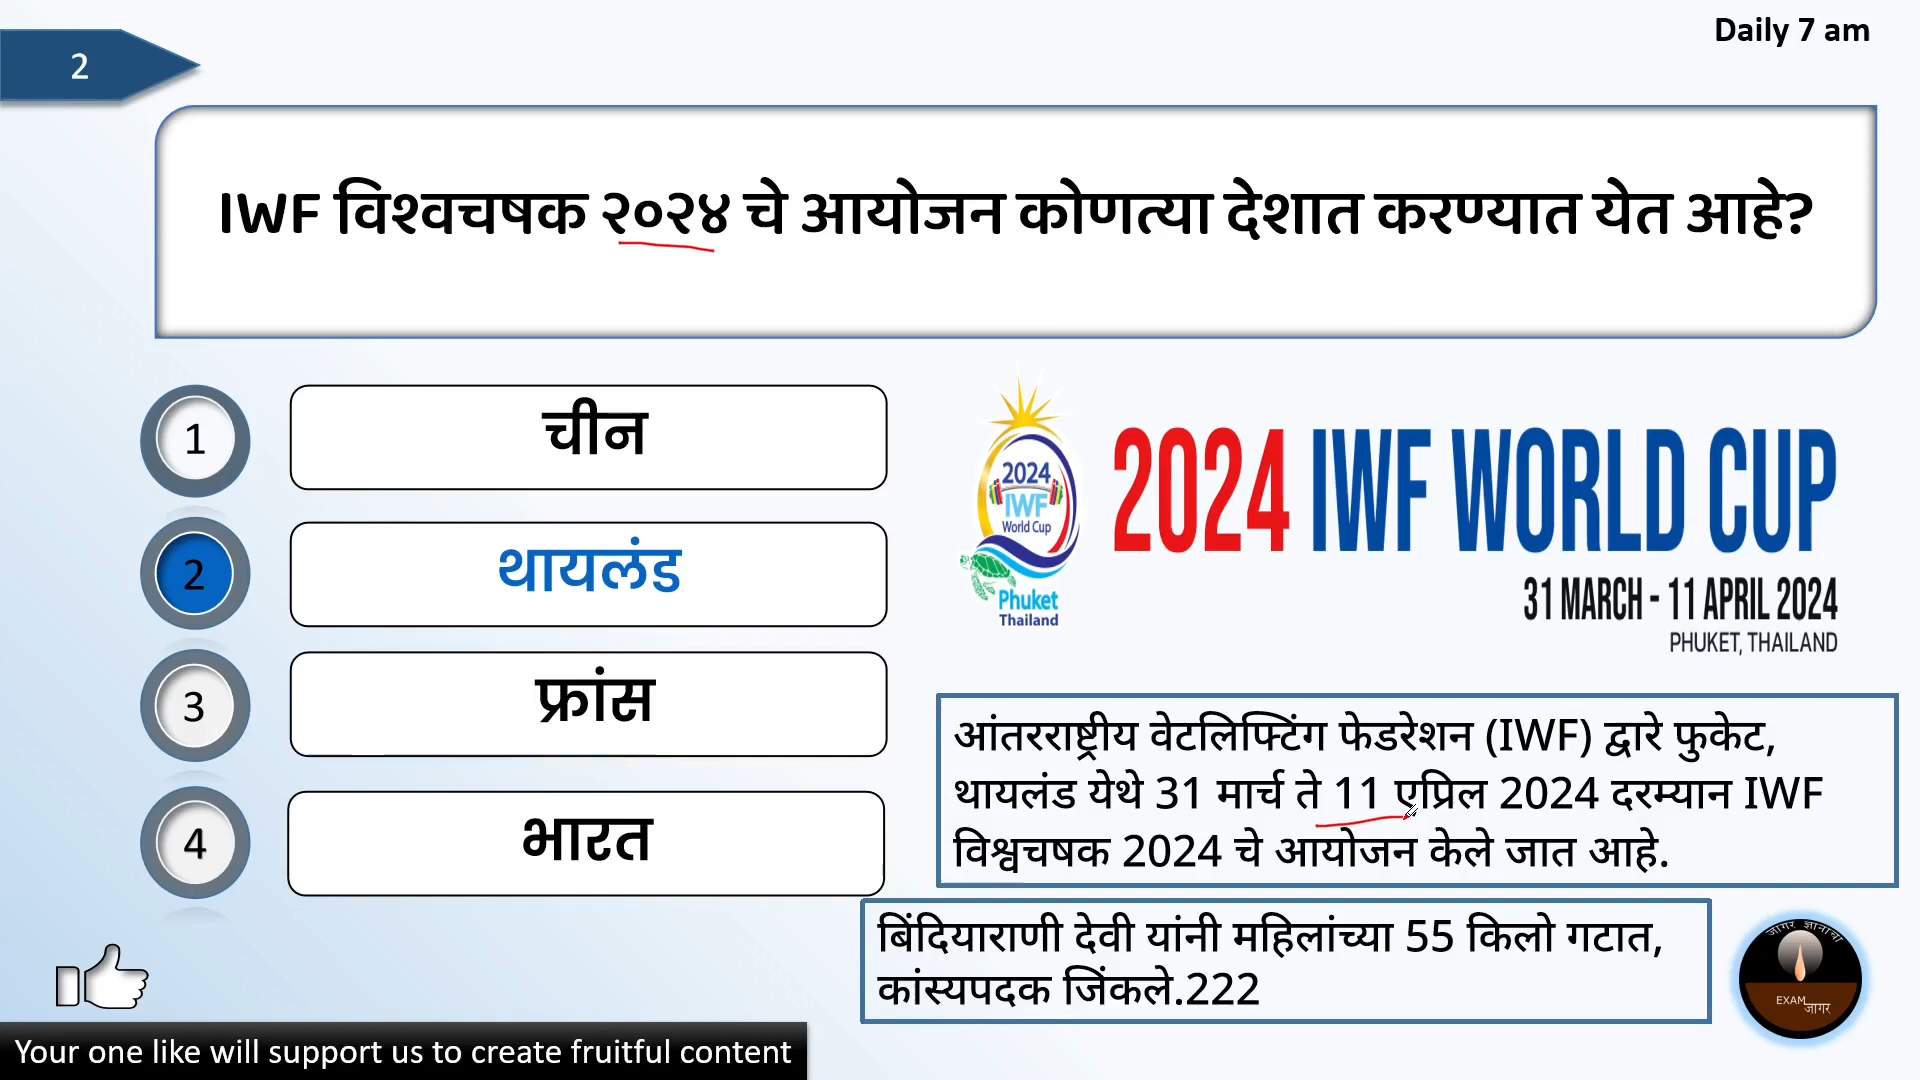 Daily 7 am
2
IWF विश्वचषक २०२४ चे आयोजन कोणत्या देशात करण्यात येत आहे?
1
चीन
2
थायलंड
3
फ्रांस
4
भारत
2024
IWF
World Cup
Phuket
Thailand
2024 IWF WORLD CUP
31 MARCH - 11 APRIL 2024
PHUKET, THAILAND
आंतरराष्ट्रीय वेटलिफ्टिंग फेडरेशन (IWF) द्वारे फुकेट,
थायलंड येथे 31 मार्च ते 11 एप्रिल 2024 दरम्यान IWF
विश्वचषक 2024 चे आयोजन केले जात आहे.
बिंदियाराणी देवी यांनी महिलांच्या 55 किलो गटात,
कांस्यपदक जिंकले.222
जागर ज्ञानाचा
EXAM
जागर
Your one like will support us to create fruitful content